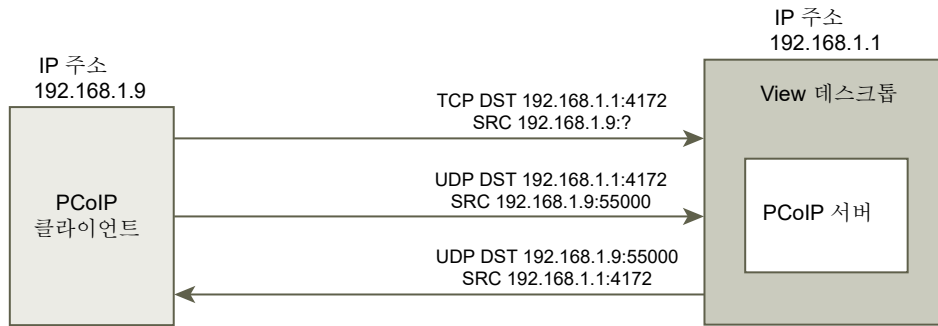 IP 주소
192.168.1.1
IP 주소
192.168.1.9
TCP DST 192.168.1.1:4172
SRC 192.168.1.9:?
View 데스크톱
UDP DST 192.168.1.1:4172
SRC 192.168.1.9:55000
PCoIP
클라이언트
PCoIP 서버
UDP DST 192.168.1.9:55000
SRC 192.168.1.1:4172